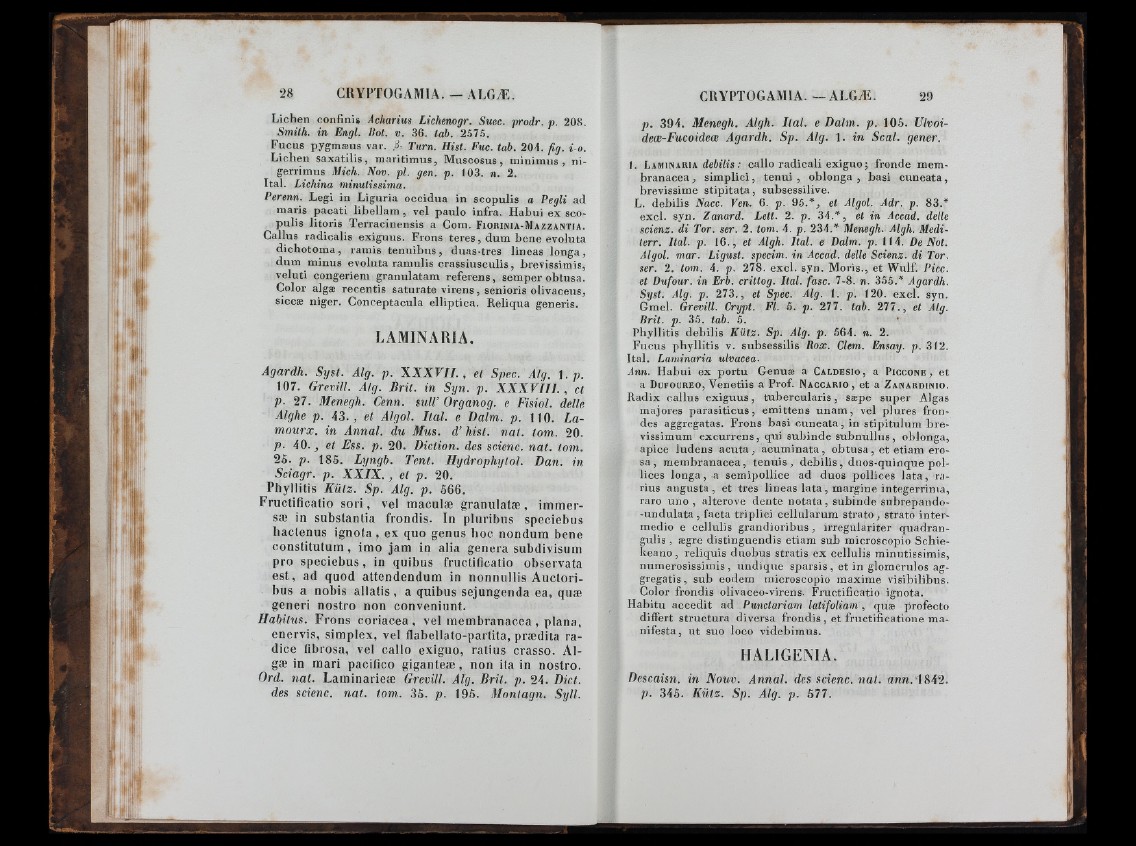 28 CRYPTOGAMIA. — ALGÆ.
Lichen confinis Acharius Lichenogr. Suec. prodr. p. 208.
Smith. in Engl. Bot. v. 36. tab. 2575.
Fucus pygmæus var. β- Turn. Hist. Fuc. tab. 204. fig. i-o.
Lichen saxatilis, maritimus, Muscosus, minimus, ni-
gerrimus Mich. Nov. pl. gen. p. 103. n. 2.
Ital. Lichina minutissima.
Perenn. Legi in Liguria occidua in scopulis a Pegli ad
maris pacati libellam, vel paulo infra. Habui ex sco-
pulis litoris Terracinensis a Com. FIORINIA-MAZZANTIA.
Callus radicalis exiguus. Frons teres, dum bene evoluta
dichotoma, ramis tenuibus, duas-tres lineas longa,
dum minus evoluta ramulis crassiusculis, brevissimis,
veluti congeriem granulatam referens, semper obtusa.
Color algæ recentis saturate virens, senioris olivaceus,
siccæ niger. Conceptacula elliptica. Reliqua generis.
LAMINARIA.
Agardh. Syst. Alg. p. XXXVII., et Spec. Alg. 1. p.
107. Grevill. Alg. Brit. in Syn. p. XXXVIII., et
p. 27. Menegh. Cenn. sull' Organog. e Fisiol. delle
Alghe p. 43., et Algol. Ital. e Dalm. p. 110. La-
mourx. in Annal. du Mus. d'hist. nat. tom. 20.
p. 40., et Ess. p. 20. Diction. des scienc. nat. tom.
25. p. 185. Lyngb. Tent. Hydrophytol. Dan. in
Sciagr. p. XXIX., et p. 20.
Phyllitis Kütz. Sp. Alg. p. 566.
Fructificatio sori, vel maculæ granulatæ, immer-
sæ in substantia frondis. In pluribus speciebus
hactenus ignota, ex quo genus hoc nondum bene
constitutum, imo jam in alia genera subdivisum
pro speciebus, in quibus fructificatio observata
est, ad quod attendendum in nonnullis Auctori-
bus a nobis allatis, a quibus sejungenda ea, quæ
generi nostro non conveniunt.
Habitus. Frons coriacea, vel membranacea, plana,
enervis, simplex, vel flabellato-partita, prædita ra-
dice fibrosa, vel callo exiguo, ratius crasso. Al-
gæ in mari pacifico giganteæ, non ita in nostro.
Ord. nat. Laminarieæ Grevill. Alg. Brit. p. 24. Dict.
des scienc. nat. tom. 35. p. 195. Montagn. Syll.
CRYPTOGAMIA. — ALGÆ. 29
p. 394. Menegh. Algh. Ital. e Dalm. p. 105. Ulvoi-
deæ-Fucoideæ Agardh. Sp. Alg. 1. in Scal. gener.
1. LAMINARIA debilis: callo radicali exiguo; fronde mem-
branacea, simplici, tenui, oblonga, basi cuneata,
brevissime stipitata, subsessilive.
L. debilis Nacc. Ven. 6. p. 95.*, et Algol. Adr. p. 83.*
excl. syn. Zanard. Lett. 2. p. 34.*, et in Accad. delle
scienz. di Tor. ser. 2. tom. 4. p. 234.* Menegh. Algh. Medi-
terr. Ital. p. 16., et Algh. Ital. e Dalm. p. 114. De Not.
Algol. mar. Ligust. specim. in Accad. delle Scienz. di Tor.
ser. 2. tom. 4. p. 278. excl. syn. Moris., et Wulf. Picc.
et Dufour. in Erb. crittog. Ital. fasc. 7-8. n. 355.* Agardh.
Syst. Alg. p. 273., et Spec. Alg. 1. p. 120. excl. syn.
Gmel. Grevill. Crypt. Fl. 5. p. 277. tab. 277., et Alg.
Brit. p. 35. tab. 5.
Phyllitis debilis Kütz. Sp. Alg. p. 564. n. 2.
Fucus phyllitis v. subsessilis Rox. Clem. Ensay. p. 312.
Ital. Laminaria ulvacea.
Ann. Habui ex portu Genuæ a CALDESIO, a PICCONE, et
a DUFOUREO, Venetiis a Prof. NACCARIO, et a ZANARDINIO.
Radix callus exiguus, tubercularis, sæpe super Algas
majores parasiticus, emittens unam, vel plures fron-
des aggregatas. Frons basi cuneata, in stipitulum bre-
vissimum excurrens, qui subinde subnullus, oblonga,
apice ludens acuta, acuminata, obtusa, et etiam ero-
sa, membranacea, tenuis, debilis, duos-quinque pol-
lices longa, a semipollice ad duos pollices lata, ra-
rius angusta, et tres lineas lata, margine integerrima,
raro uno, alterove dente notata, subinde subrepando-
-undulata, facta triplici cellularum strato, strato inter-
medio e cellulis grandioribus, irregulariter quadran-
gulis, ægre distinguendis etiam sub microscopio Schie-
keano, reliquis duobus stratis ex cellulis minutissimis,
numerosissimis, undique sparsis, et in glomerulos ag-
gregatis, sub eodem microscopio maxime visibilibus.
Color frondis olivaceo-virens. Fructificatio ignota.
Habitu accedit ad Punctariam latifoliam, quæ profecto
differt structura diversa frondis, et fructificatione ma-
nifesta, ut suo loco videbimus.
HALIGENIA.
Descaisn. in Nouv. Annal. des scienc. nat. ann. 1842.
p. 345. Kütz. Sp. Alg. p. 577.